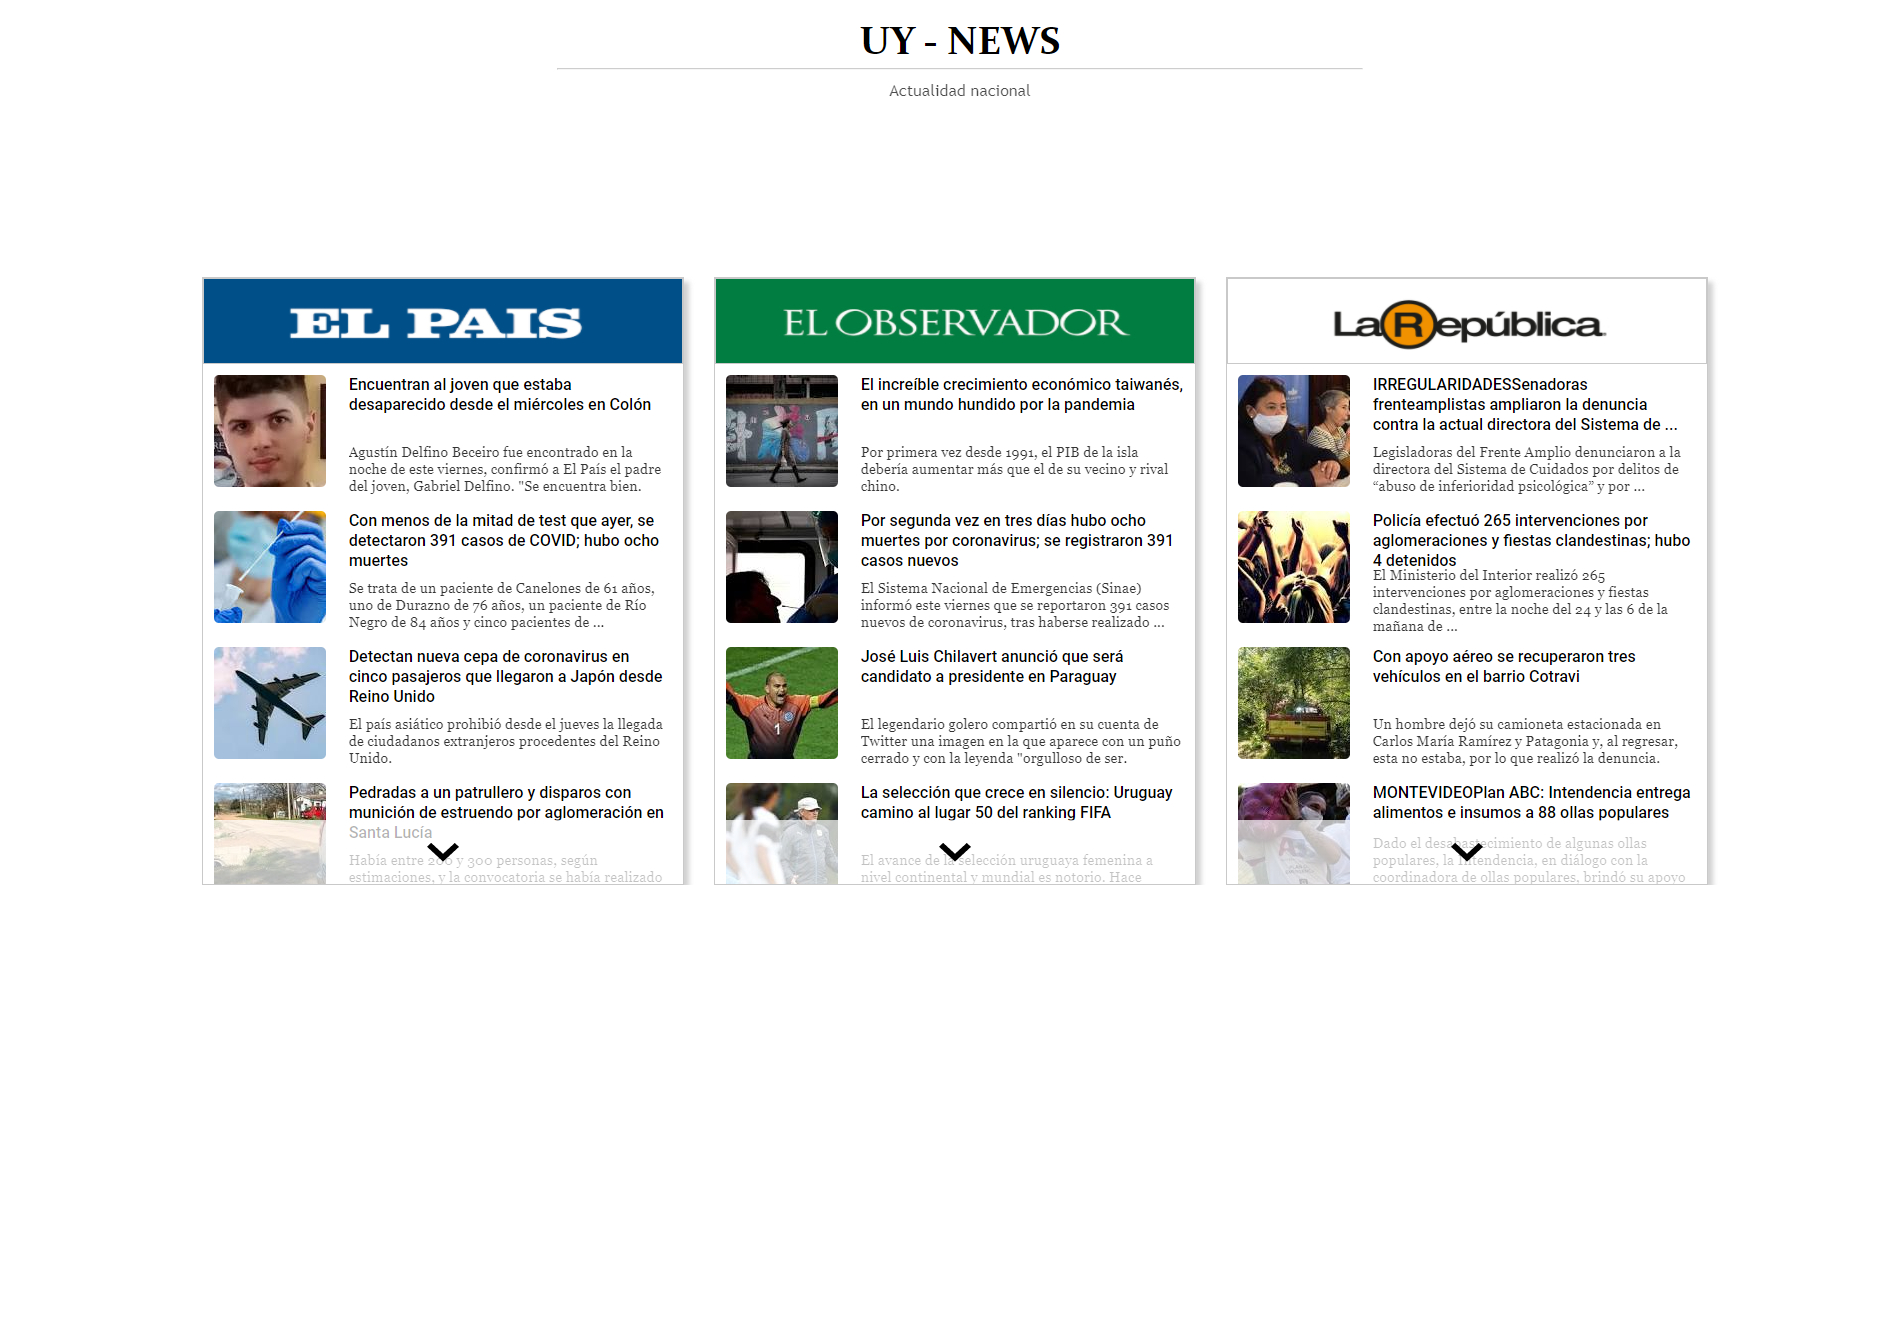 UY - NEWS
Actualidad nacional
EL PAIS
Encuentran al joven que estaba
desaparecido desde el miércoles en Colón
Agustín Delfino Beceiro fue encontrado en la
noche de este viernes, confirmó a El País el padre
del joven, Gabriel Delfino. "Se encuentra bien.
Con menos de la mitad de test que ayer, se
detectaron 391 casos de COVID; hubo ocho
muertes
Se trata de un paciente de Canelones de 61 años,
uno de Durazno de 76 años, un paciente de Río
Negro de 84 años y cinco pacientes de ...
Detectan nueva cepa de coronavirus en
cinco pasajeros que llegaron a Japón desde
Reino Unido
El país asiático prohibió desde el jueves la llegada
de ciudadanos extranjeros procedentes del Reino
Unido.
Pedradas a un patrullero y disparos con
munición de estruendo por aglomeración en
Santa Lucía
Había entre 200 y 300 personas, según
estimaciones, y la convocatoria se había realizado
EL OBSERVADOR
El increíble crecimiento económico taiwanés,
en un mundo hundido por la pandemia
Por primera vez desde 1991, el PIB de la isla
debería aumentar más que el de su vecino y rival
chino.
Por segunda vez en tres días hubo ocho
muertes por coronavirus; se registraron 391
casos nuevos
El Sistema Nacional de Emergencias (Sinae)
informó este viernes que se reportaron 391 casos
nuevos de coronavirus, tras haberse realizado ...
José Luis Chilavert anunció que será
candidato a presidente en Paraguay
El legendario golero compartió en su cuenta de
Twitter una imagen en la que aparece con un puño
cerrado y con la leyenda "orgulloso de ser.
1
La selección que crece en silencio: Uruguay
camino al lugar 50 del ranking FIFA
El avance de la selección uruguaya femenina a
nivel continental y mundial es notorio. Hace
La República
IRREGULARIDADESSenadoras
frenteamplistas ampliaron la denuncia
contra la actual directora del Sistema de ...
Legisladoras del Frente Amplio denunciaron a la
directora del Sistema de Cuidados por delitos de
“abuso de inferioridad psicológica” y por ...
Policía efectuó 265 intervenciones por
aglomeraciones y fiestas clandestinas; hubo
4 detenidos
El Ministerio del Interior realizó 265
intervenciones por aglomeraciones y fiestas
clandestinas, entre la noche del 24 y las 6 de la
mañana de ...
Con apoyo aéreo se recuperaron tres
vehículos en el barrio Cotravi
Un hombre dejó su camioneta estacionada en
Carlos María Ramírez y Patagonia y, al regresar,
esta no estaba, por lo que realizó la denuncia.
MONTEVIDEOPlan ABC: Intendencia entrega
alimentos e insumos a 88 ollas populares
Dado el desabastecimiento de algunas ollas
populares, la Intendencia, en diálogo con la
coordinadora de ollas populares, brindó su apoyo